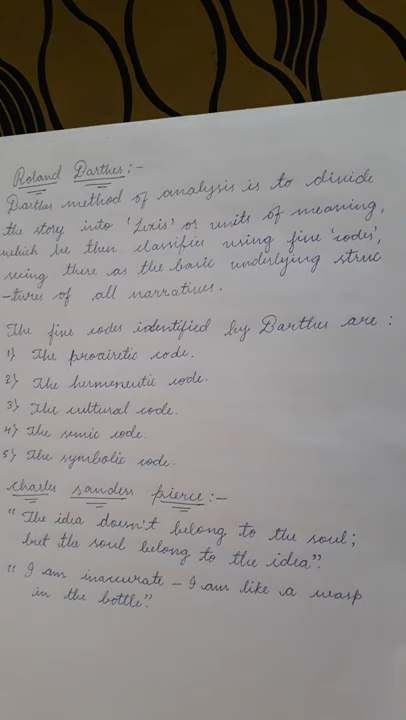 Roland Barthes:-
Barthes method of analysis is to divide
the story into 'Lexis' or units of meaning,
which he then classifies using five 'codes',
seeing these as the basic underlying struc
-tures of all narratives.
The five codes identified by Barthes are :
1) The proairetic code.
2) The hermeneutic code.
3) The cultural code.
4) The semic code.
5) The symbolic code.
Charles sanders pierce:-
"The idea doesn't belong to the soul;
but the soul belong to the idea".
"I am inaccurate - I am like a wasp
in the bottle".